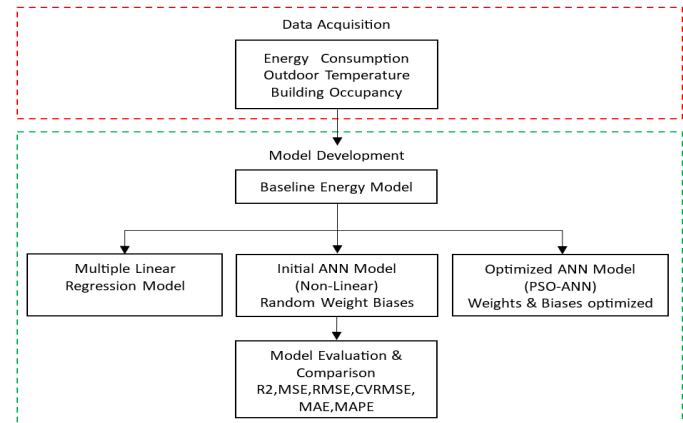 Data Acquisition
Energy Consumption
Outdoor Temperature
Building Occupancy
Model Development
Baseline Energy Model
Multiple Linear
Regression Model
Initial ANN Model
(Non-Linear)
Random Weight Biases
Optimized ANN Model
(PSO-ANN)
Weights & Biases optimized
Model Evaluation &
Comparison
R2,MSE,RMSE,CVRMSE,
MAE,MAPE